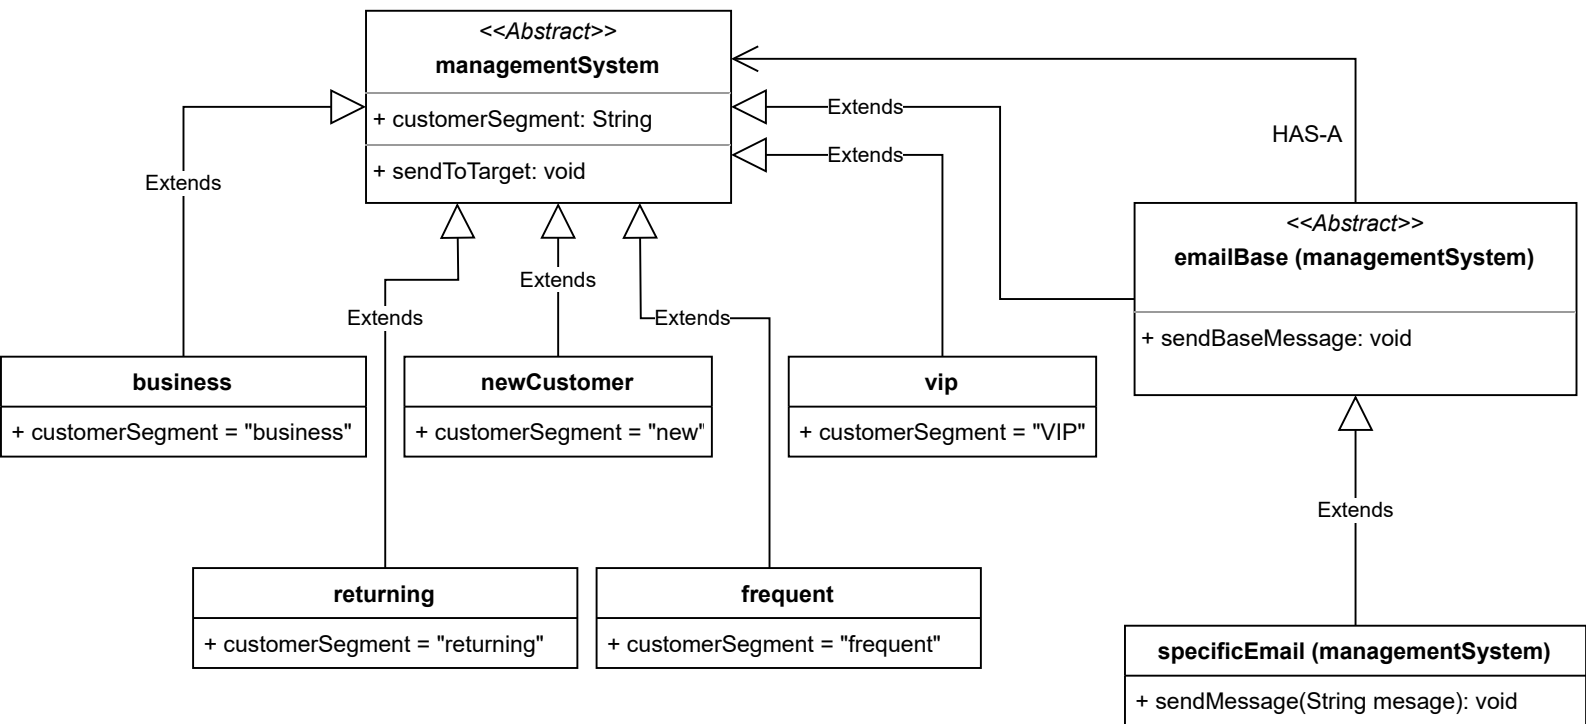 <<Abstract>>
managementSystem
+ customerSegment: String
+ sendToTarget: void
Extends
Extends
HAS-A
Extends
<<Abstract>>
emailBase (managementSystem)
+ sendBaseMessage: void
Extends
Extends
Extends
business
+ customerSegment = "business"
newCustomer
+ customerSegment = "new"
vip
+ customerSegment = "VIP"
Extends
returning
+ customerSegment = "returning"
frequent
+ customerSegment = "frequent"
specificEmail (managementSystem)
+ sendMessage(String mesage): void